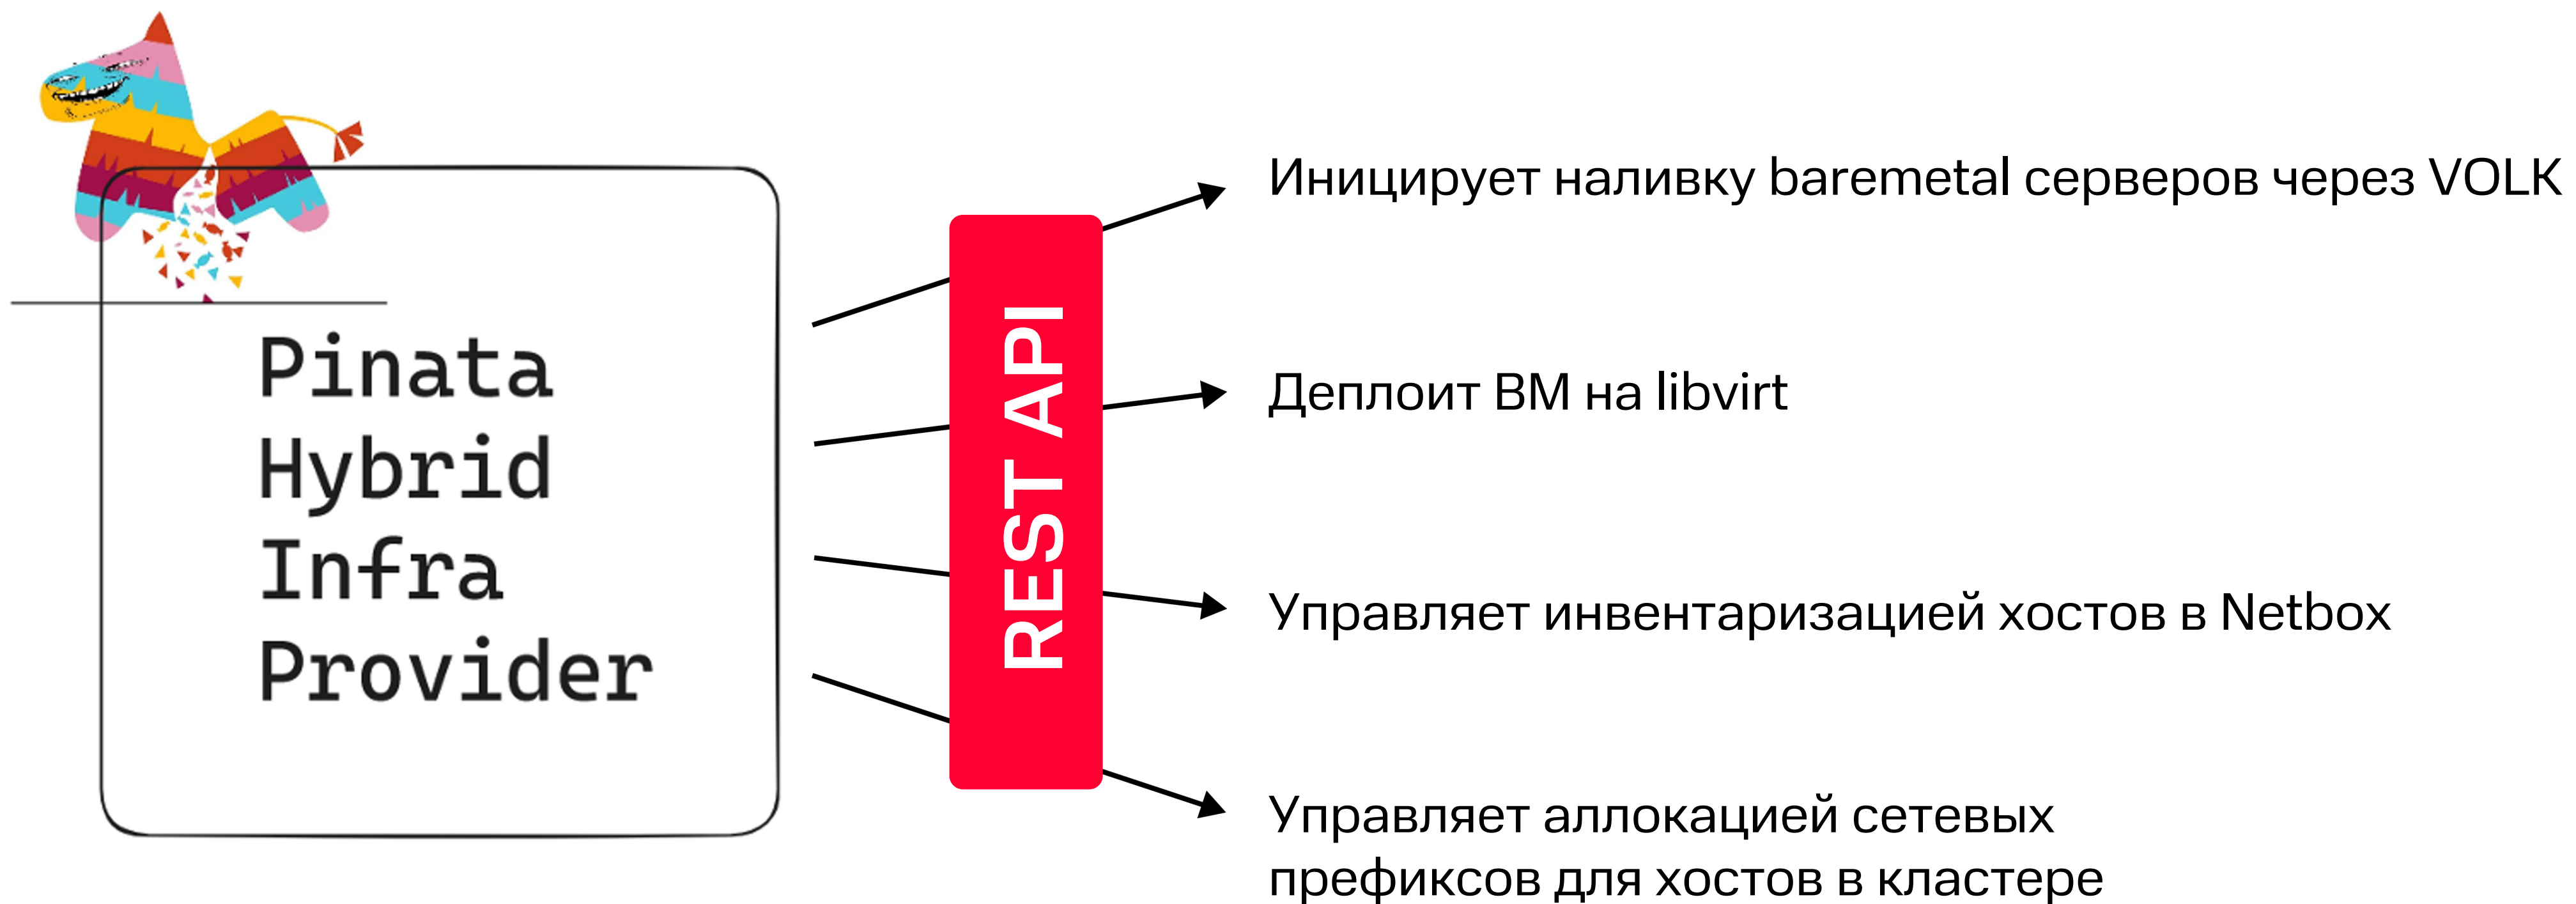 Pinata
Hybrid
Infra
Provider
REST API
Иницирует наливку baremetal серверов через VOLK
Деплоит ВМ на libvirt
Управляет инвентаризацией хостов в Netbox
Управляет аллокацией сетевых
префиксов для хостов в кластере